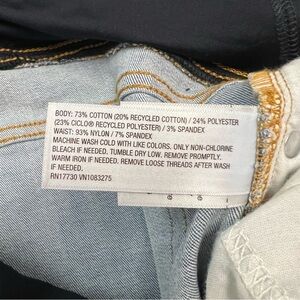 BODY: 73% COTTON (20% RECYCLED COTTON) / 24% POLYESTER
(23% CICLO® RECYCLED POLYESTER) / 3% SPANDEX
WAIST: 93% NYLON / 7% SPANDEX
MACHINE WASH COLD WITH LIKE COLORS. ONLY NON-CHLORINE
BLEACH IF NEEDED. TUMBLE DRY LOW. REMOVE PROMPTLY.
WARM IRON IF NEEDED. REMOVE LOOSE THREADS AFTER WASH
IF NEEDED.
RN17730 VN1083275